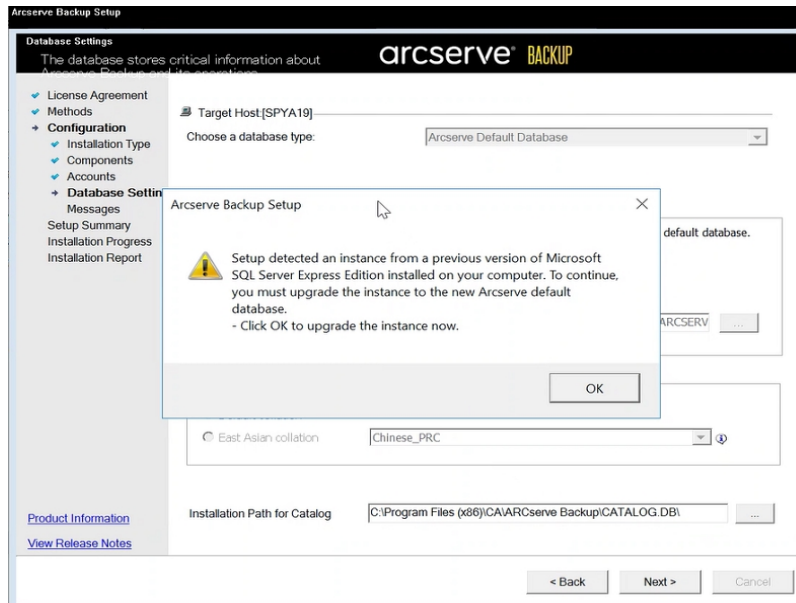 Arcserve Backup Setup
Database Settings
The database stores critical information about
Arcserve Backup and its operations.
arcserve® BACKUP
License Agreement
Methods
Configuration
Installation Type
Components
Accounts
Database Settin
Messages
Setup Summary
Installation Progress
Installation Report
Product Information
View Release Notes
Target Host:[SPYA19]
Choose a database type:
Arcserve Default Database
default database.
ARCSERV
...
Arcserve Backup Setup
Setup detected an instance from a previous version of Microsoft
SQL Server Express Edition installed on your computer. To continue,
you must upgrade the instance to the new Arcserve default
database.
- Click OK to upgrade the instance now.
OK
East Asian collation
Chinese_PRC
Installation Path for Catalog
C:\Program Files (x86)\CA\ARCserve Backup\CATALOG.DB\
...
< Back
Next >
Cancel